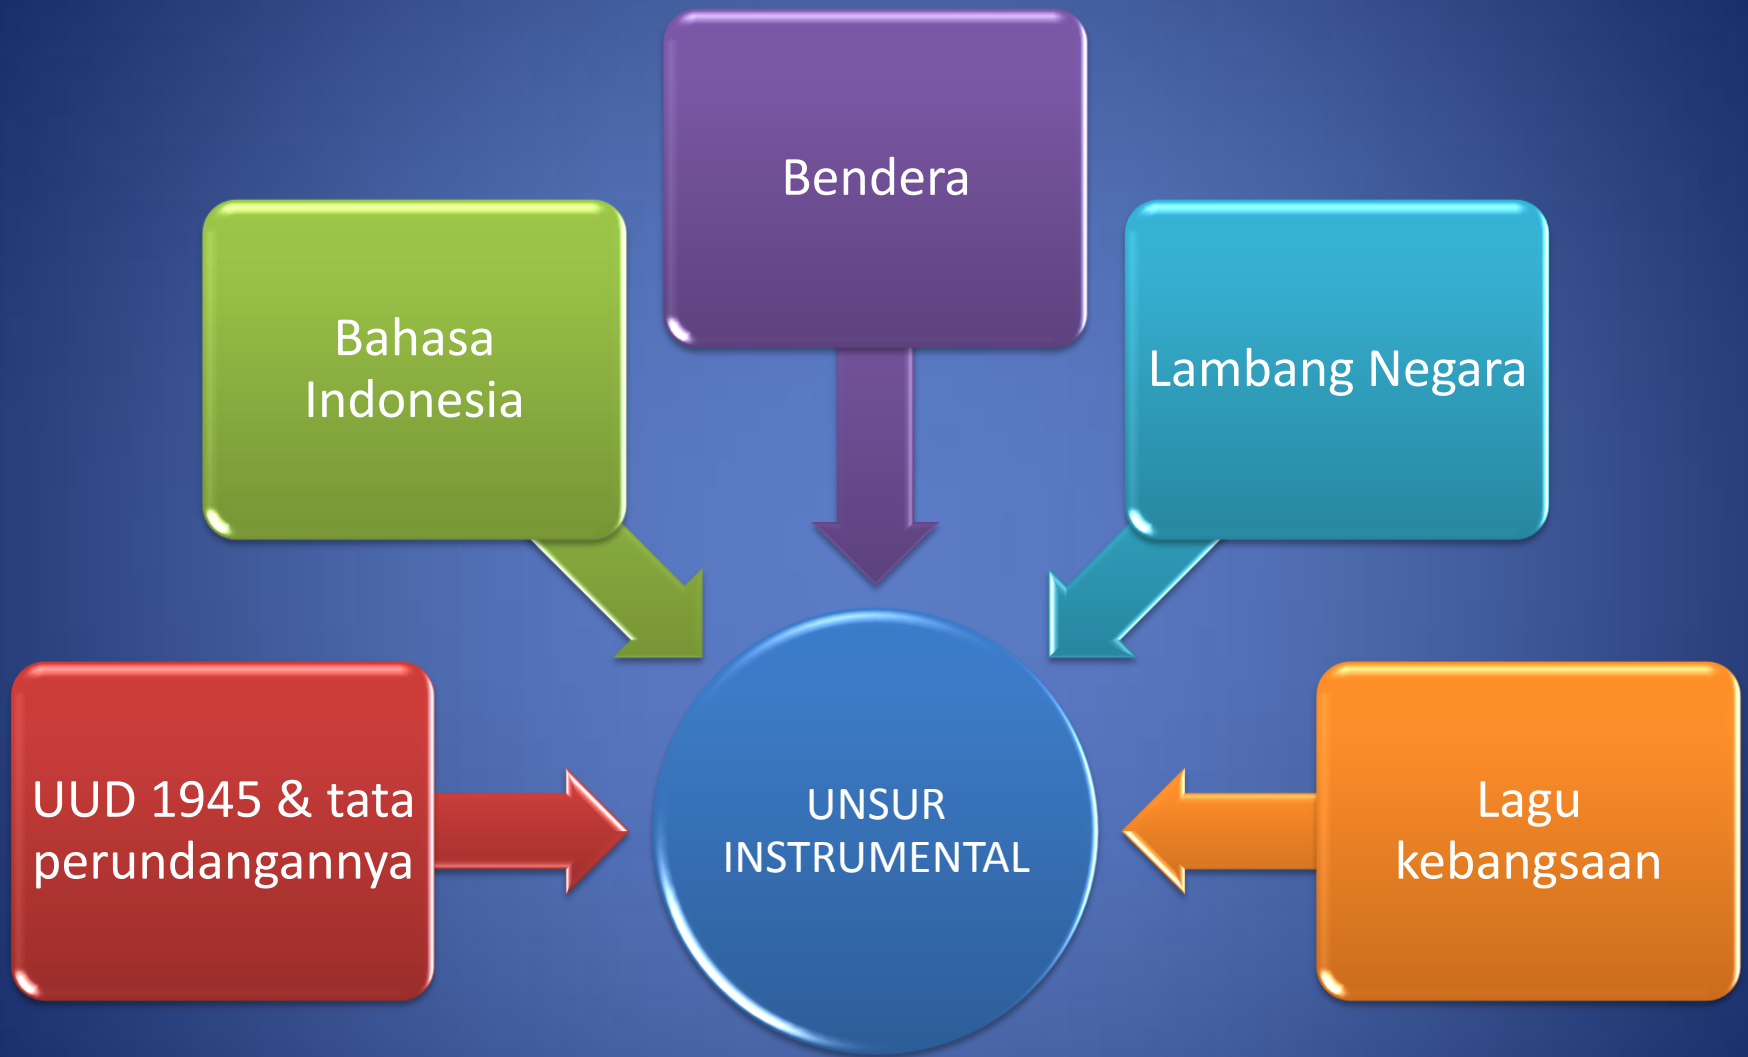 Bendera
Bahasa
Indonesia
Lambang Negara
UUD 1945 & tata
perundangannya
UNSUR
INSTRUMENTAL
Lagu
kebangsaan